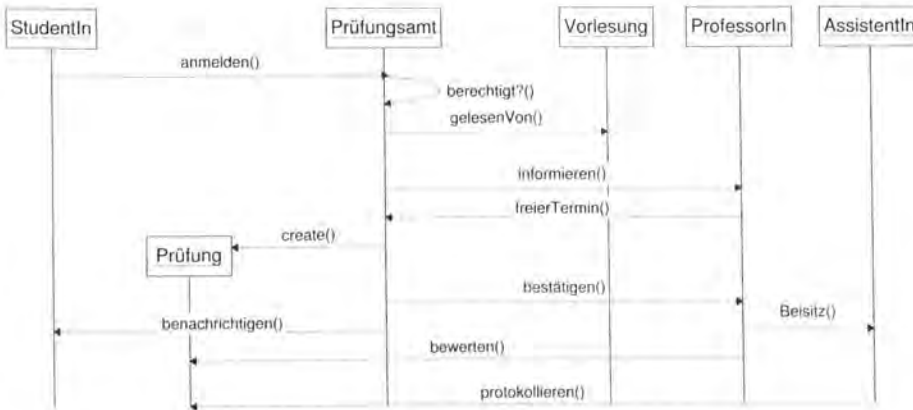 StudentIn
Prüfungsamt
Vorlesung
ProfessorIn
AssistentIn
anmelden()
berechtigt?()
gelesenVon()
informieren()
freierTermin()
create()
Prüfung
bestätigen()
benachrichtigen()
Beisitz()
bewerten()
protokollieren()